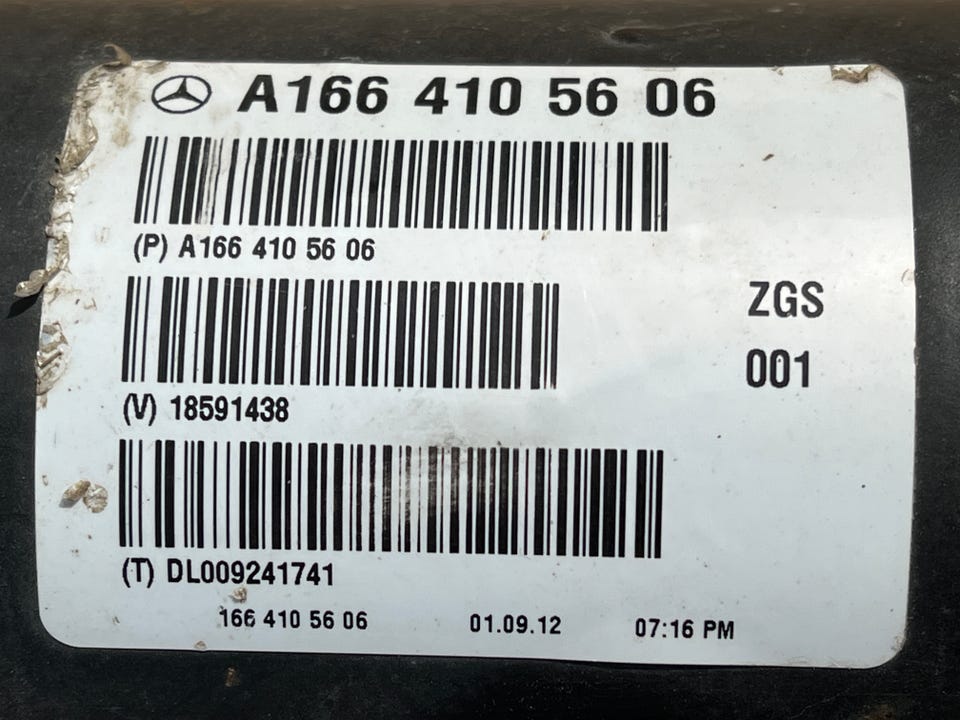 A166 410 56 06
(P) A166 410 56 06
ZGS
001
(V) 18591438
(T) DL009241741
166 410 56 06 01.09.12 07:16 PM